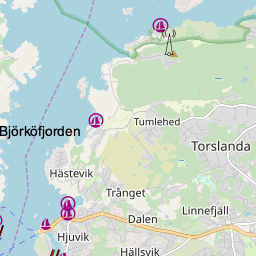 Björköfjorden
Tumlehed
Torslanda
Hästevik
Trånget
Linnefjäll
Dalen
Hjuvik
Hällsvik